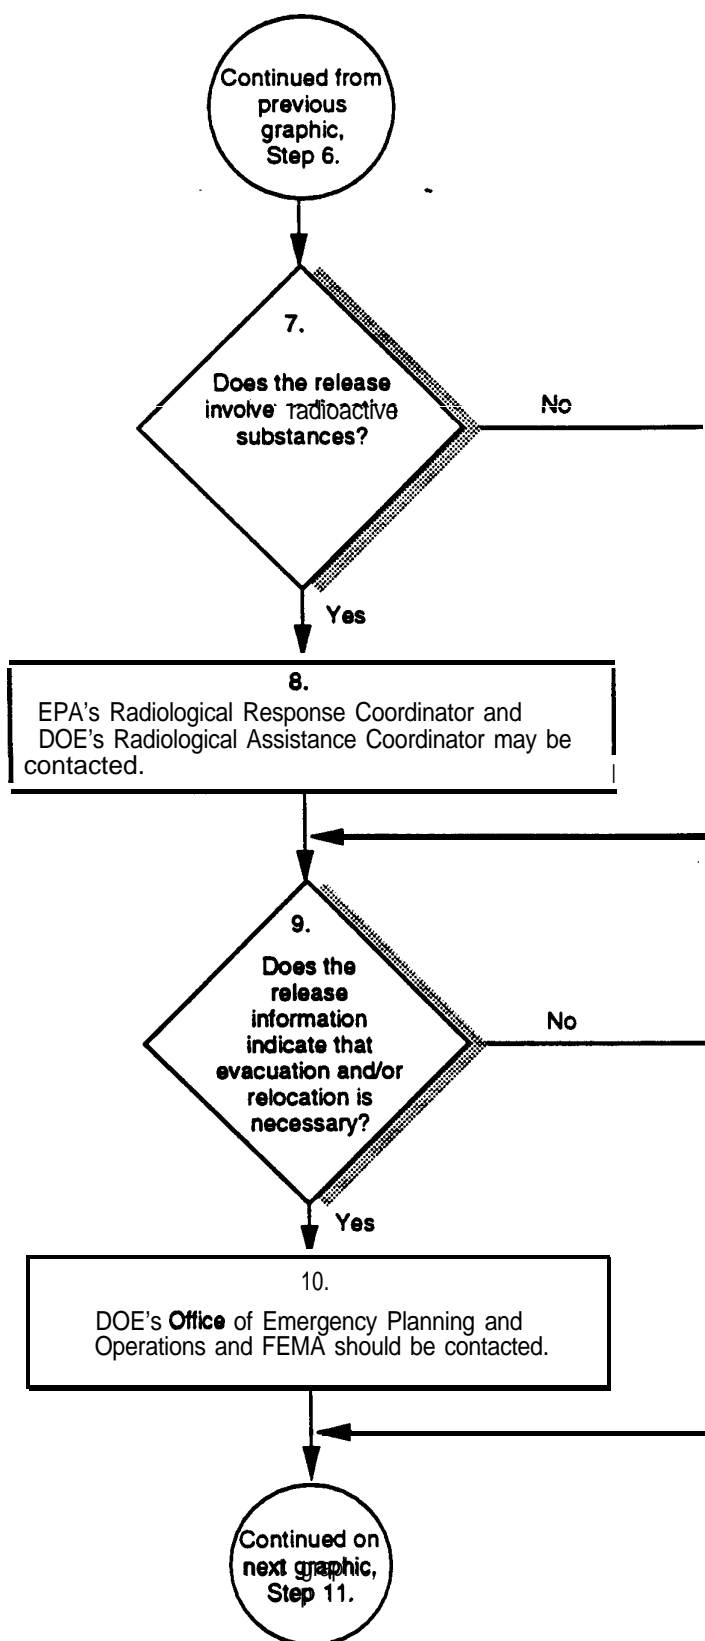 Continued from
previous
graphic,
Step 6.
7.
Does the release
involve radioactive
substances?
No
Yes
8.
EPA's Radiological Response Coordinator and
DOE's Radiological Assistance Coordinator may be
contacted.
9.
Does the
release
information
indicate that
evacuation and/or
relocation is
necessary?
No
Yes
10.
DOE's Office of Emergency Planning and
Operations and FEMA should be contacted.
Continued on
next graphic,
Step 11.